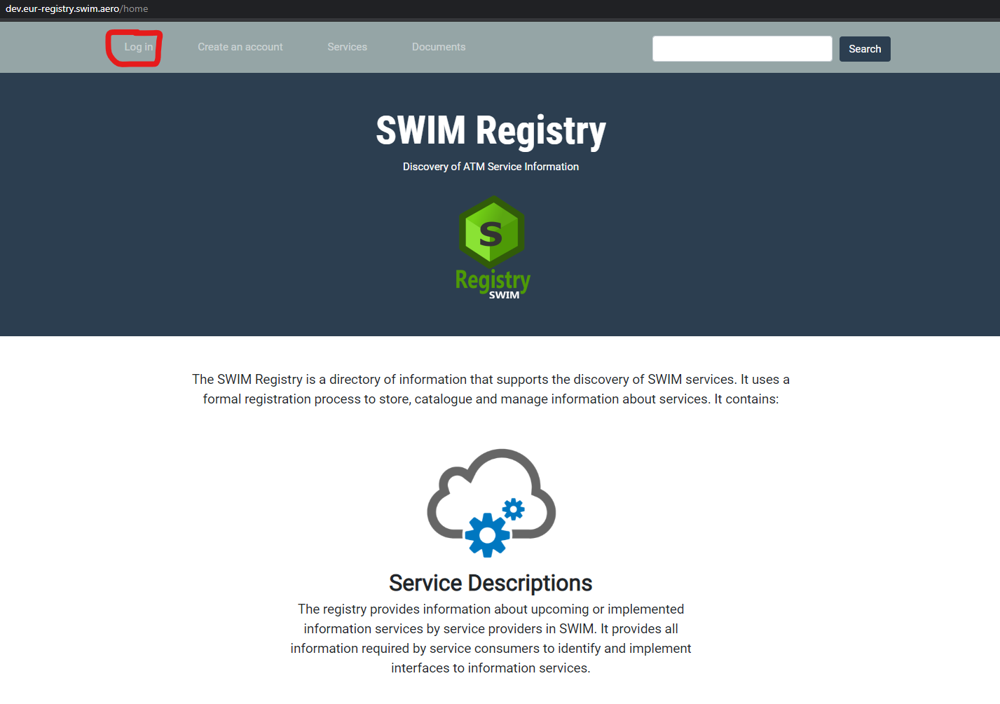 dev.eur-registry.swim.aero/home
Log in Create an account Services Documents Search
SWIM Registry
Discovery of ATM Service Information
S
Registry
SWIM
The SWIM Registry is a directory of information that supports the discovery of SWIM services. It uses a
formal registration process to store, catalogue and manage information about services. It contains:
Service Descriptions
The registry provides information about upcoming or implemented
information services by service providers in SWIM. It provides all
information required by service consumers to identify and implement
interfaces to information services.